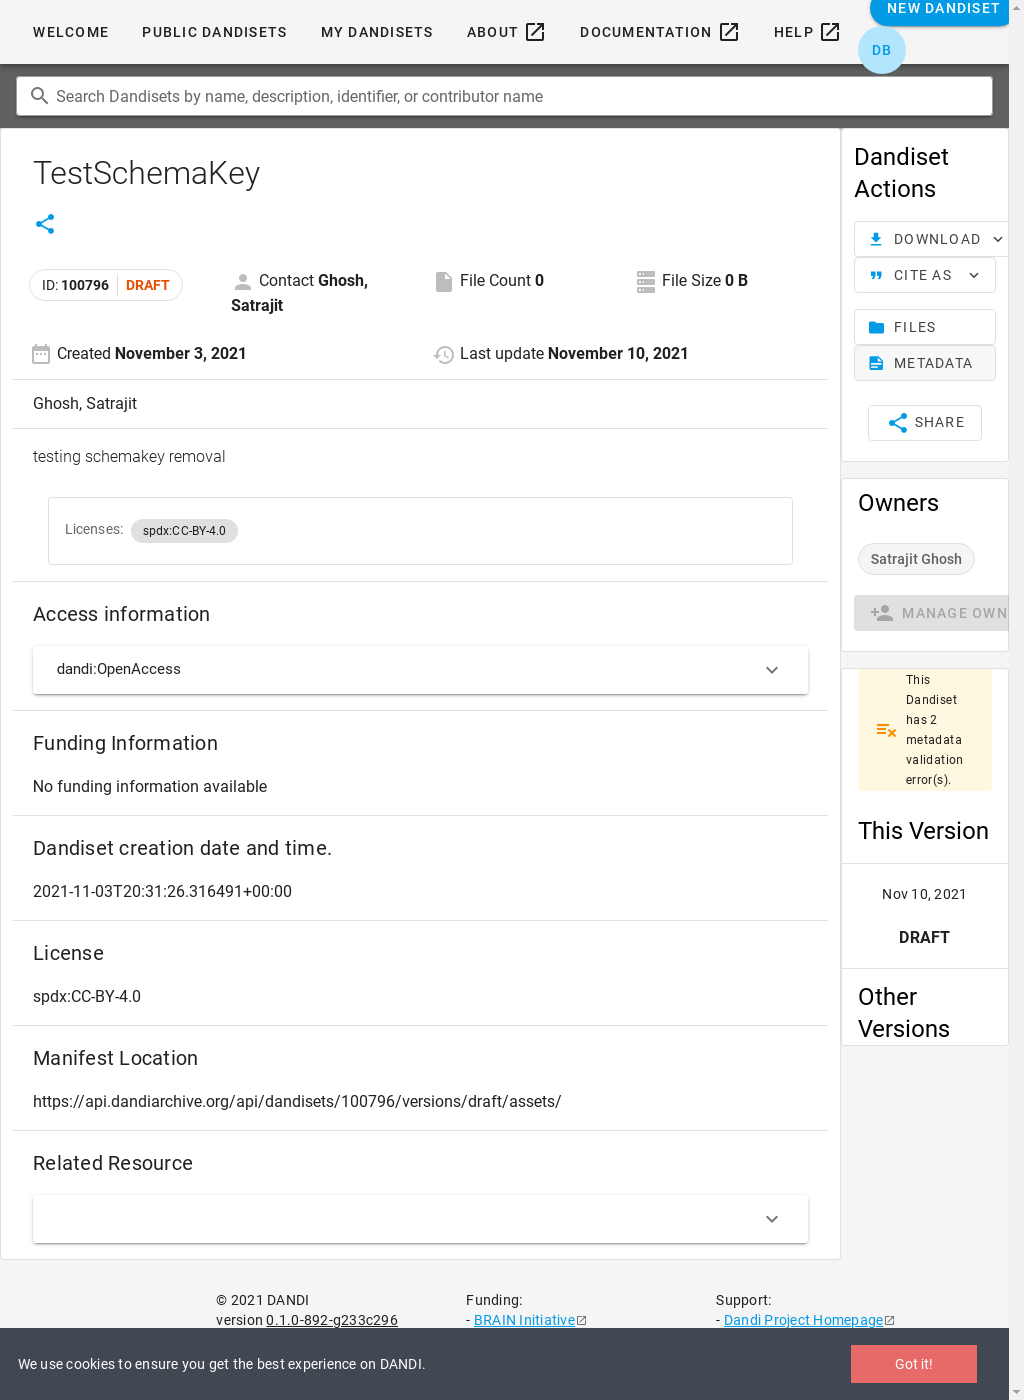 WELCOME PUBLIC DANDISETS MY DANDISETS ABOUT DOCUMENTATION HELP NEW DANDISET
DB
Search Dandisets by name, description, identifier, or contributor name
TestSchemaKey
ID: 100796 DRAFT
Contact Ghosh,
Satrajit
File Count 0
File Size 0 B
Created November 3, 2021
Last update November 10, 2021
Ghosh, Satrajit
testing schemakey removal
Licenses: spdx:CC-BY-4.0
Access information
dandi:OpenAccess
Funding Information
No funding information available
Dandiset creation date and time.
2021-11-03T20:31:26.316491+00:00
License
spdx:CC-BY-4.0
Manifest Location
https://api.dandiarchive.org/api/dandisets/100796/versions/draft/assets/
Related Resource
Dandiset
Actions
DOWNLOAD
CITE AS
FILES
METADATA
SHARE
Owners
Satrajit Ghosh
MANAGE OWN
This
Dandiset
has 2
metadata
validation
error(s).
This Version
Nov 10, 2021
DRAFT
Other
Versions
© 2021 DANDI
version 0.1.0-892-g233c296
Funding:
- BRAIN Initiative
Support:
- Dandi Project Homepage
We use cookies to ensure you get the best experience on DANDI.
Got it!